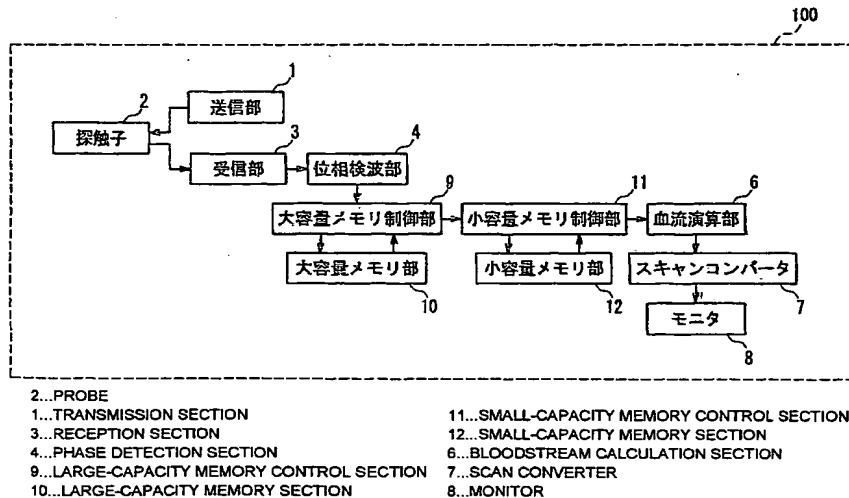 100
1
送信部
2
探触子
3
受信部
4
位相検波部
9
大容量メモリ制御部
11
小容量メモリ制御部
6
血流演算部
大容量メモリ部
10
小容量メモリ部
12
スキャンコンバータ
7
モニタ
8
2...PROBE
1...TRANSMISSION SECTION
3...RECEPTION SECTION
4...PHASE DETECTION SECTION
9...LARGE-CAPACITY MEMORY CONTROL SECTION
10...LARGE-CAPACITY MEMORY SECTION
11...SMALL-CAPACITY MEMORY CONTROL SECTION
12...SMALL-CAPACITY MEMORY SECTION
6...BLOODSTREAM CALCULATION SECTION
7...SCAN CONVERTER
8...MONITOR